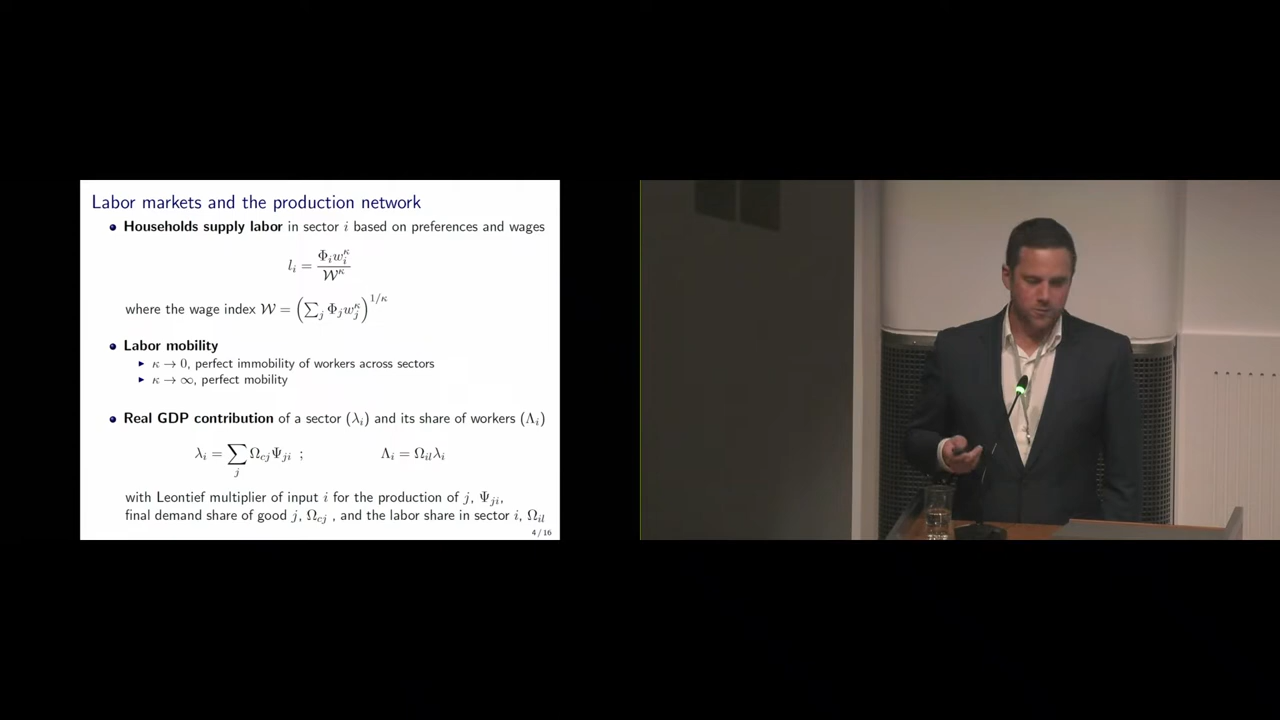 Labor markets and the production network
• Households supply labor in sector i based on preferences and wages
l_i = Φ_i w_i^κ / 𝒲^κ
where the wage index 𝒲 = (∑_j Φ_j w_j^κ)^{1/κ}
• Labor mobility
▶ κ → 0, perfect immobility of workers across sectors
▶ κ → ∞, perfect mobility
• Real GDP contribution of a sector (λ_i) and its share of workers (Λ_i)
λ_i = ∑_j Ω_cj Ψ_ji ; Λ_i = Ω_il λ_i
with Leontief multiplier of input i for the production of j, Ψ_ji,
final demand share of good j, Ω_cj , and the labor share in sector i, Ω_il
4 / 16